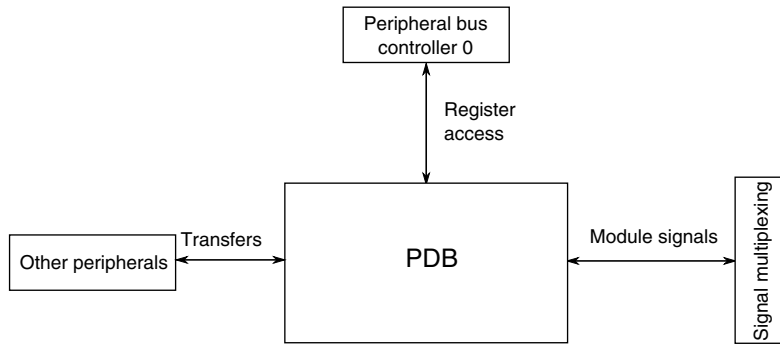 Peripheral bus
controller 0
Register
access
Transfers
Other peripherals
PDB
Module signals
Signal multiplexing